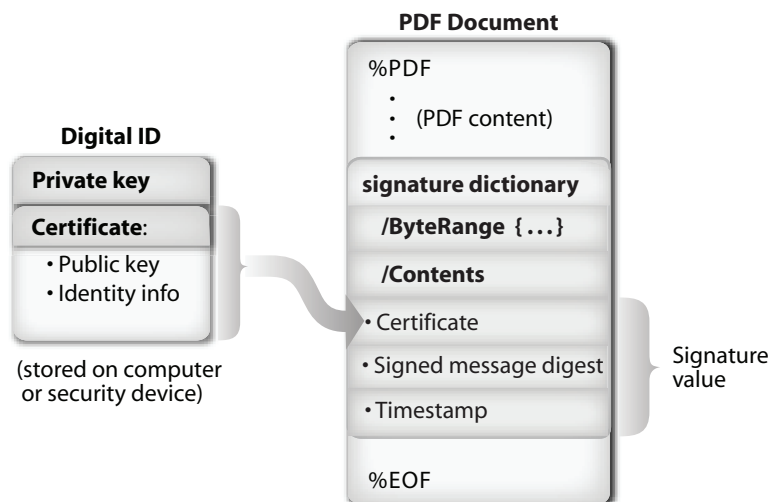 PDF Document
%PDF
•
• (PDF content)
•
Digital ID
Private key
Certificate:
• Public key
• Identity info
(stored on computer
or security device)
signature dictionary
/ByteRange {...}
/Contents
• Certificate
• Signed message digest
• Timestamp
%EOF
Signature
value